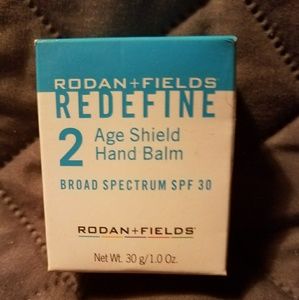 RODAN+FIELDS
REDEFINE
2 Age Shield
Hand Balm
BROAD SPECTRUM SPF 30
RODAN+FIELDS
Net Wt. 30 g/1.0 Oz.